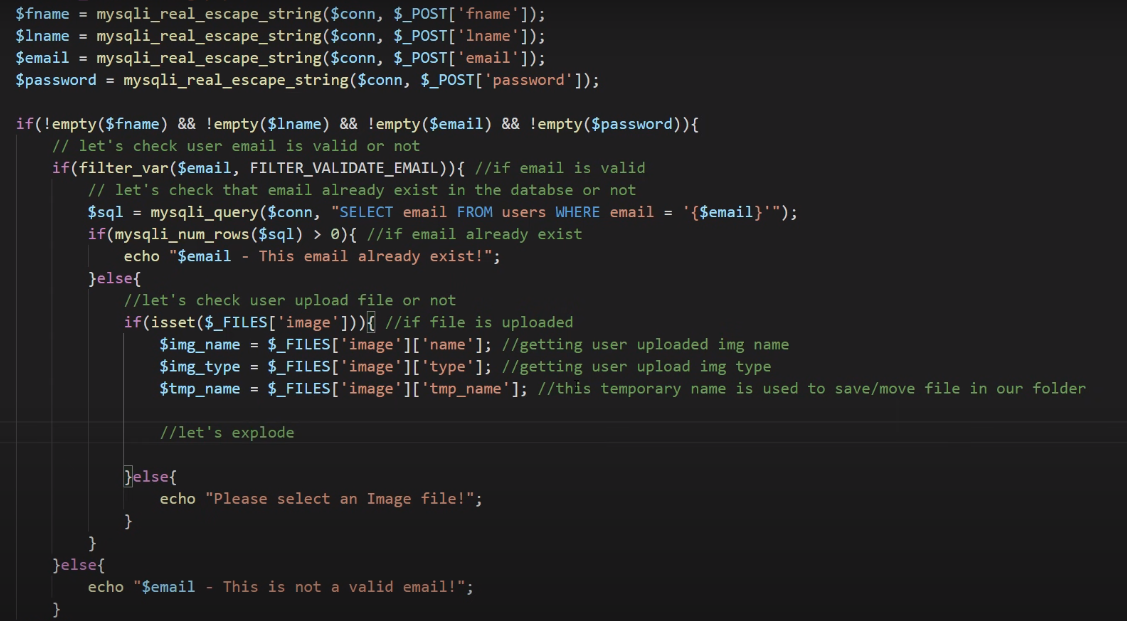 $fname = mysqli_real_escape_string($conn, $_POST['fname']);
$lname = mysqli_real_escape_string($conn, $_POST['lname']);
$email = mysqli_real_escape_string($conn, $_POST['email']);
$password = mysqli_real_escape_string($conn, $_POST['password']);
if(!empty($fname) && !empty($lname) && !empty($email) && !empty($password)){
// let's check user email is valid or not
if(filter_var($email, FILTER_VALIDATE_EMAIL)){ //if email is valid
// let's check that email already exist in the databse or not
$sql = mysqli_query($conn, "SELECT email FROM users WHERE email = '{$email}'");
if(mysqli_num_rows($sql) > 0){ //if email already exist
echo "$email - This email already exist!";
}else{
//let's check user upload file or not
if(isset($_FILES['image'])){ //if file is uploaded
$img_name = $_FILES['image']['name']; //getting user uploaded img name
$img_type = $_FILES['image']['type']; //getting user upload img type
$tmp_name = $_FILES['image']['tmp_name']; //this temporary name is used to save/move file in our folder
//let's explode
}else{
echo "Please select an Image file!";
}
}
}else{
echo "$email - This is not a valid email!";
}